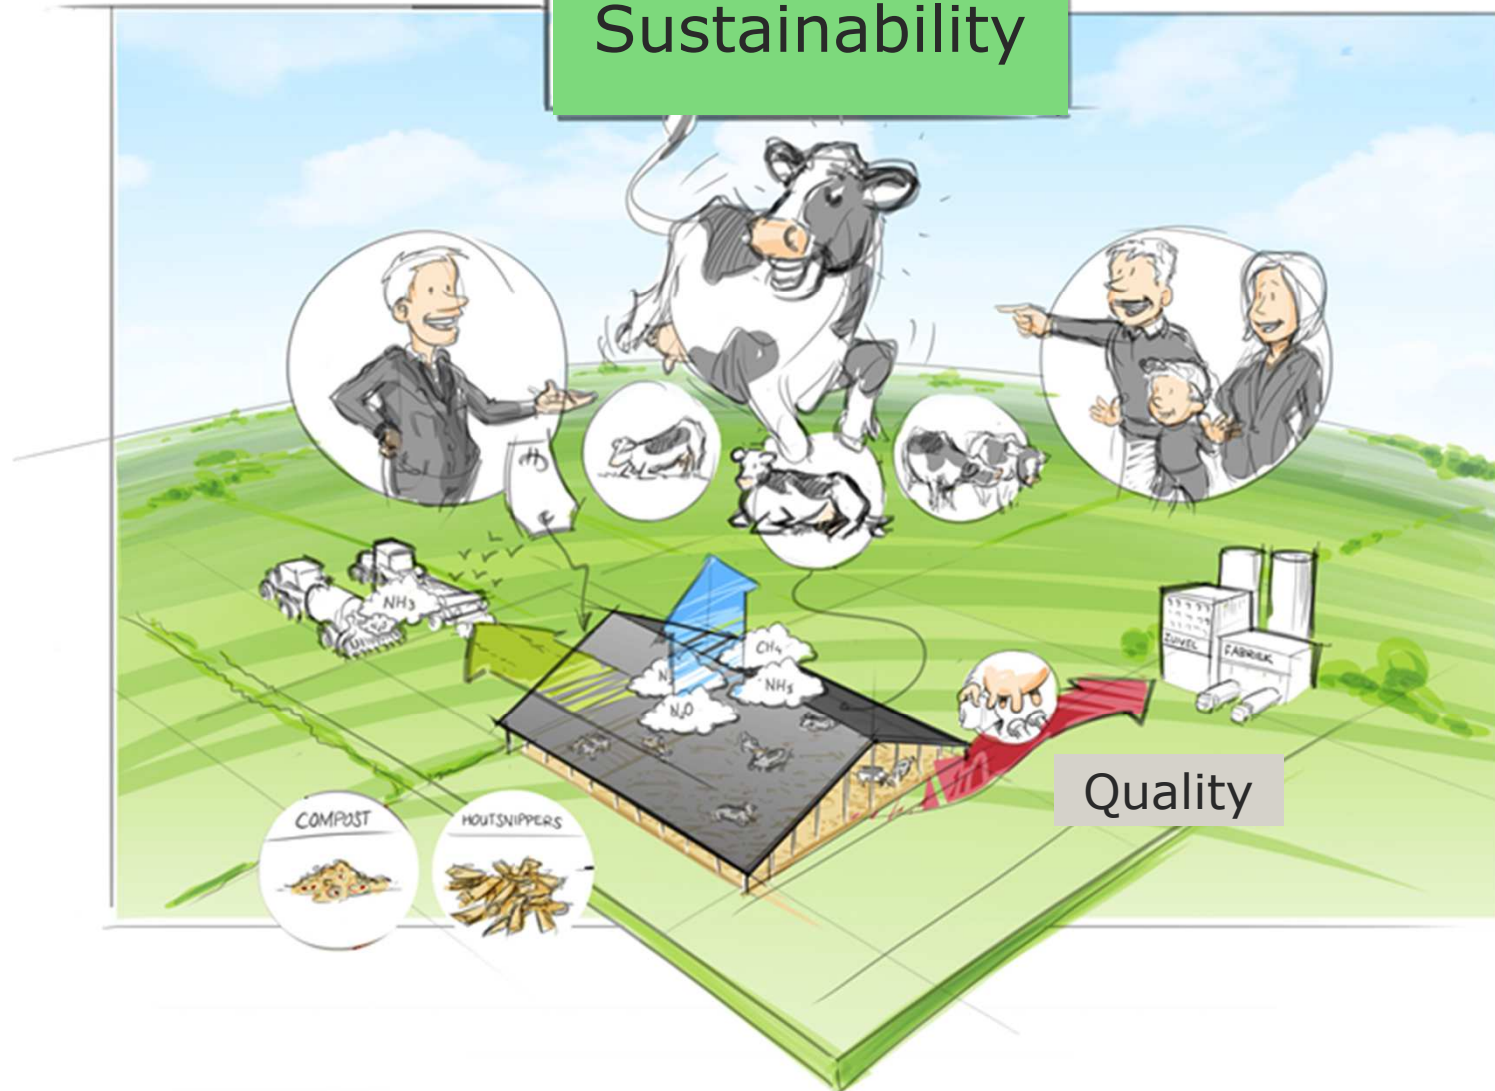 Sustainability
NH₃
CH₄
NH₃
N₂O
ZUIVEL
FABRIEK
Quality
COMPOST
HOUTSNIPPERS